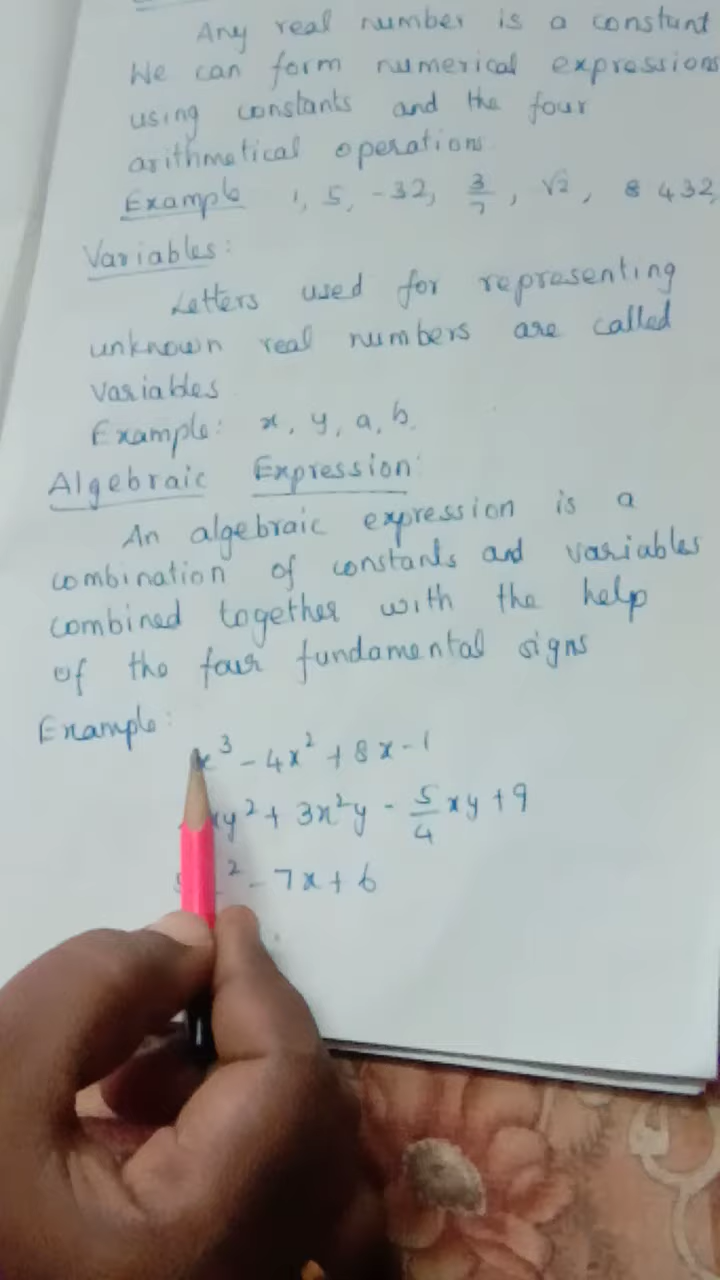 Any real number is a constant
We can form numerical expressions
using constants and the four
arithmetical operations
Example 1, 5, -32, 3/7, √2, 8 432,
Variables:
Letters used for representing
unknown real numbers are called
variables
Example: x, y, a, b.
Algebraic Expression:
An algebraic expression is a
combination of constants and variables
combined together with the help
of the four fundamental signs
Example:
x³ - 4x² + 8x - 1
xy² + 3x²y - 5/4 xy + 9
² - 7x + 6